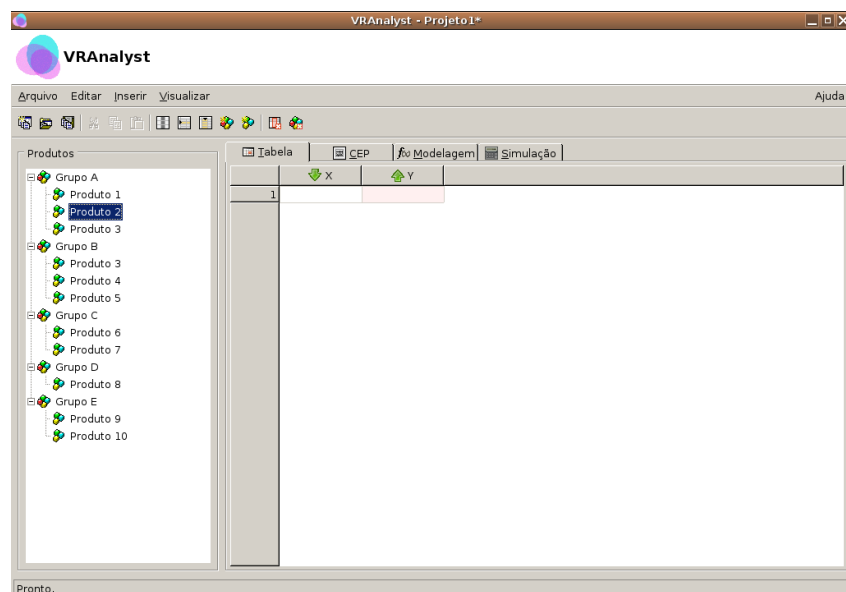 VRAnalyst - Projeto1*
VRAnalyst
Arquivo Editar Inserir Visualizar Ajuda
Produtos
Grupo A
Produto 1
Produto 2
Produto 3
Grupo B
Produto 3
Produto 4
Produto 5
Grupo C
Produto 6
Produto 7
Grupo D
Produto 8
Grupo E
Produto 9
Produto 10
Tabela CEP f(x) Modelagem Simulação
X Y
1
Pronto.